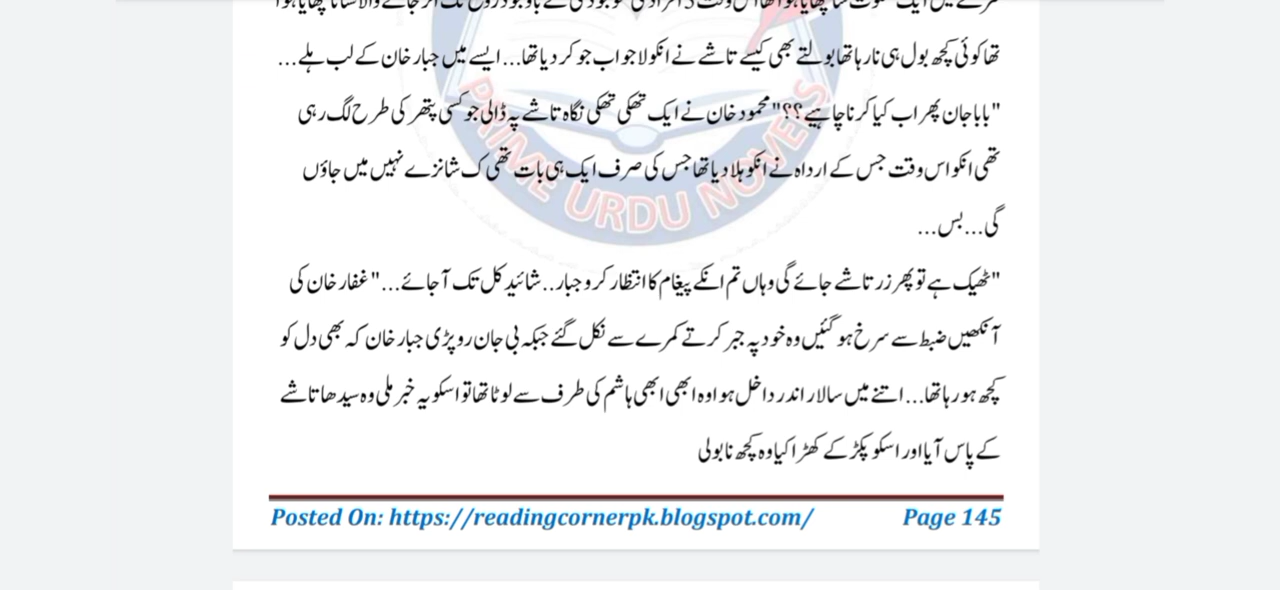 تھا کوئی کچھ بول ہی نا رہا تھا بولتے بھی کیسے تاشے نے انکو لاجواب جو کر دیا تھا... ایسے میں جبار خان کے لب ہلے...
"بابا جان پھر اب کیا کرنا چاہیے؟؟" محمود خان نے ایک تھکی تھکی نگاہ تاشے پہ ڈالی جو کسی پتھر کی طرح لگ رہی
تھی انکو اس وقت جس کے ارداہ نے انکو ہلا دیا تھا جس کی صرف ایک ہی بات تھی ک شانزے نہیں میں جاؤں
گی... بس...
"ٹھیک ہے تو پھر زرتاشے جائے گی وہاں تم انکے پیغام کا انتظار کرو جبار.. شائید کل تک آجائے..." غفار خان کی
آنکھیں ضبط سے سرخ ہو گئیں وہ خود پہ جبر کرتے کمرے سے نکل گئے جبکہ بی جان رو پڑی جبار خان کہ بھی دل کو
کچھ ہو رہا تھا... اتنے میں سالار اندر داخل ہوا وہ ابھی ابھی ہاشم کی طرف سے لوٹا تھا تو اسکو یہ خبر ملی وہ سیدھا تاشے
کے پاس آیا اور اسکو پکڑ کے کھڑا کیا وہ کچھ نا بولی
PRIME URDU NOVELS
Posted On: https://readingcornerpk.blogspot.com/ Page 145